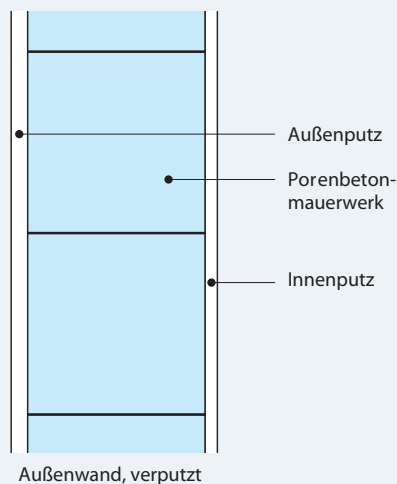 Außenputz
Porenbeton-
mauerwerk
Innenputz
Außenwand, verputzt